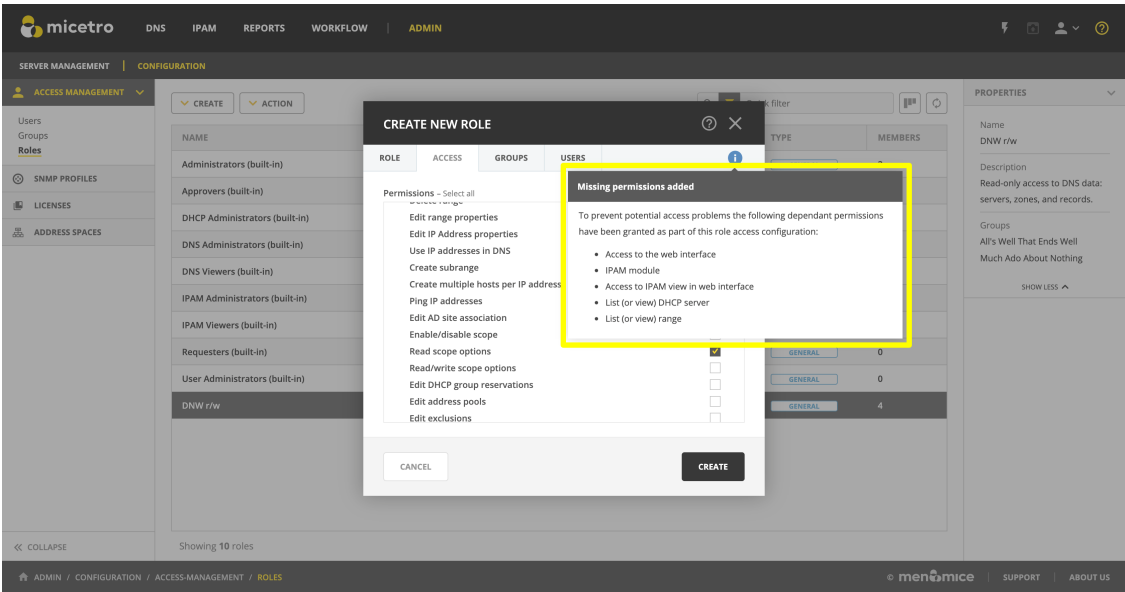 micetro
DNS IPAM REPORTS WORKFLOW ADMIN
SERVER MANAGEMENT CONFIGURATION
ACCESS MANAGEMENT
Users
Groups
Roles
SNMP PROFILES
LICENSES
ADDRESS SPACES
COLLAPSE
CREATE ACTION
filter
NAME TYPE MEMBERS
Administrators (built-in)
Approvers (built-in)
DHCP Administrators (built-in)
DNS Administrators (built-in)
DNS Viewers (built-in)
IPAM Administrators (built-in)
IPAM Viewers (built-in)
Requesters (built-in) GENERAL 0
User Administrators (built-in) GENERAL 0
DNW r/w GENERAL 4
Showing 10 roles
CREATE NEW ROLE
ROLE ACCESS GROUPS USERS
Permissions – Select all
Delete range
Edit range properties
Edit IP Address properties
Use IP addresses in DNS
Create subrange
Create multiple hosts per IP address
Ping IP addresses
Edit AD site association
Enable/disable scope
Read scope options
Read/write scope options
Edit DHCP group reservations
Edit address pools
Edit exclusions
CANCEL CREATE
Missing permissions added
To prevent potential access problems the following dependant permissions
have been granted as part of this role access configuration:
• Access to the web interface
• IPAM module
• Access to IPAM view in web interface
• List (or view) DHCP server
• List (or view) range
PROPERTIES
Name
DNW r/w
Description
Read-only access to DNS data:
servers, zones, and records.
Groups
All's Well That Ends Well
Much Ado About Nothing
SHOW LESS
ADMIN / CONFIGURATION / ACCESS-MANAGEMENT / ROLES
© men&mice SUPPORT ABOUT US